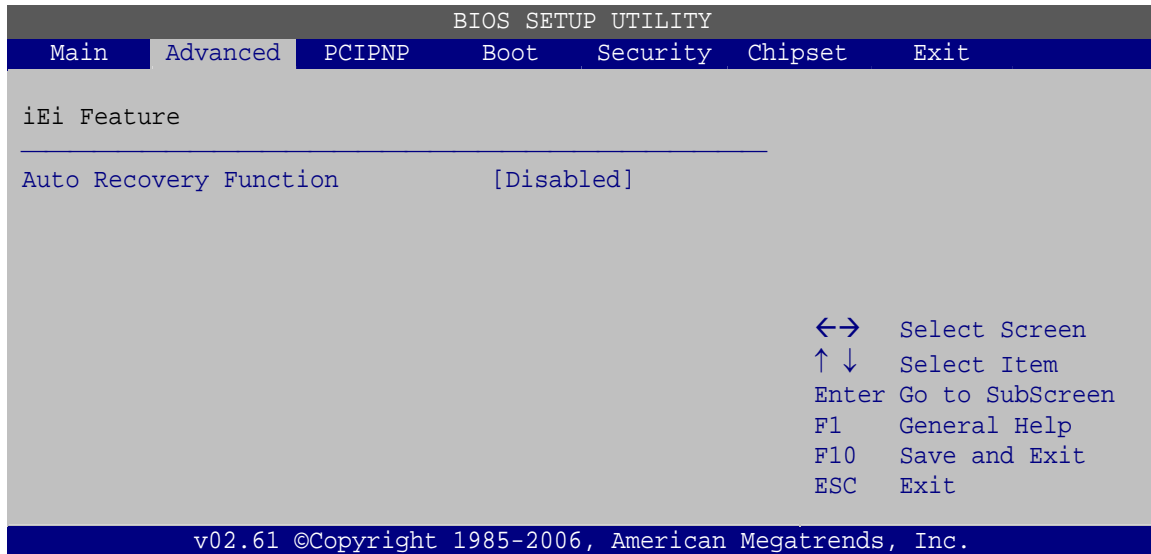 BIOS SETUP UTILITY
Main Advanced PCIPNP Boot Security Chipset Exit
iEi Feature
Auto Recovery Function [Disabled]
←→ Select Screen
↑ ↓ Select Item
Enter Go to SubScreen
F1 General Help
F10 Save and Exit
ESC Exit
v02.61 ©Copyright 1985-2006, American Megatrends, Inc.